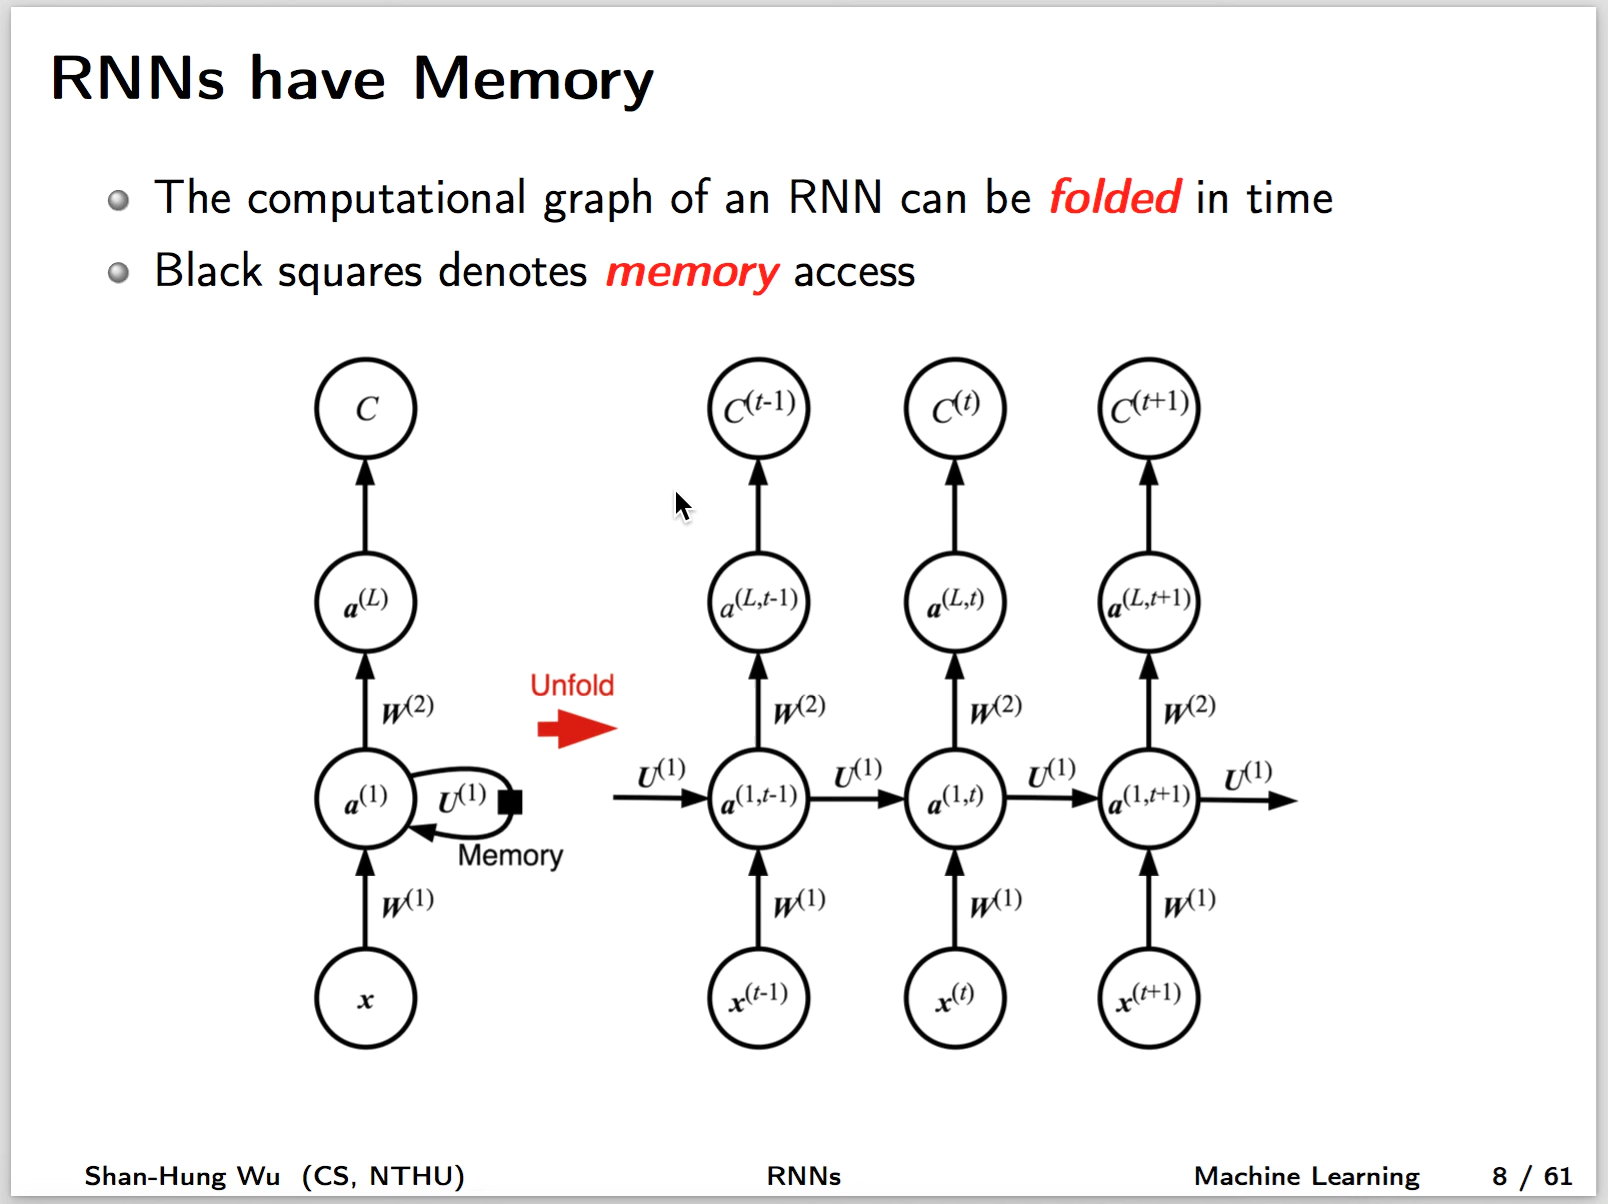 RNNs have Memory
The computational graph of an RNN can be folded in time
Black squares denotes memory access
C C(t-1) C(t) C(t+1)
a(L) a(L,t-1) a(L,t) a(L,t+1)
Unfold
W(2) W(2) W(2) W(2)
U(1) U(1) U(1) U(1)
a(1) U(1) a(1,t-1) a(1,t) a(1,t+1)
Memory
W(1) W(1) W(1) W(1)
x x(t-1) x(t) x(t+1)
Shan-Hung Wu (CS, NTHU) RNNs Machine Learning 8 / 61